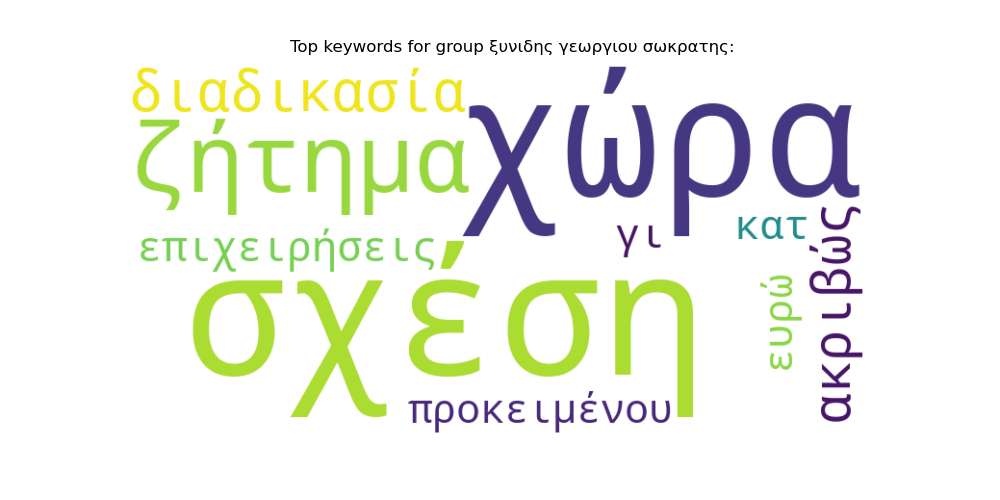 Top keywords for group ξυνιδης γεωργιου σωκρατης:
διαδικασία
χώρα
ζήτημα
γι
κατ
ακριβώς
επιχειρήσεις
σχέση
ευρώ
προκειμένου